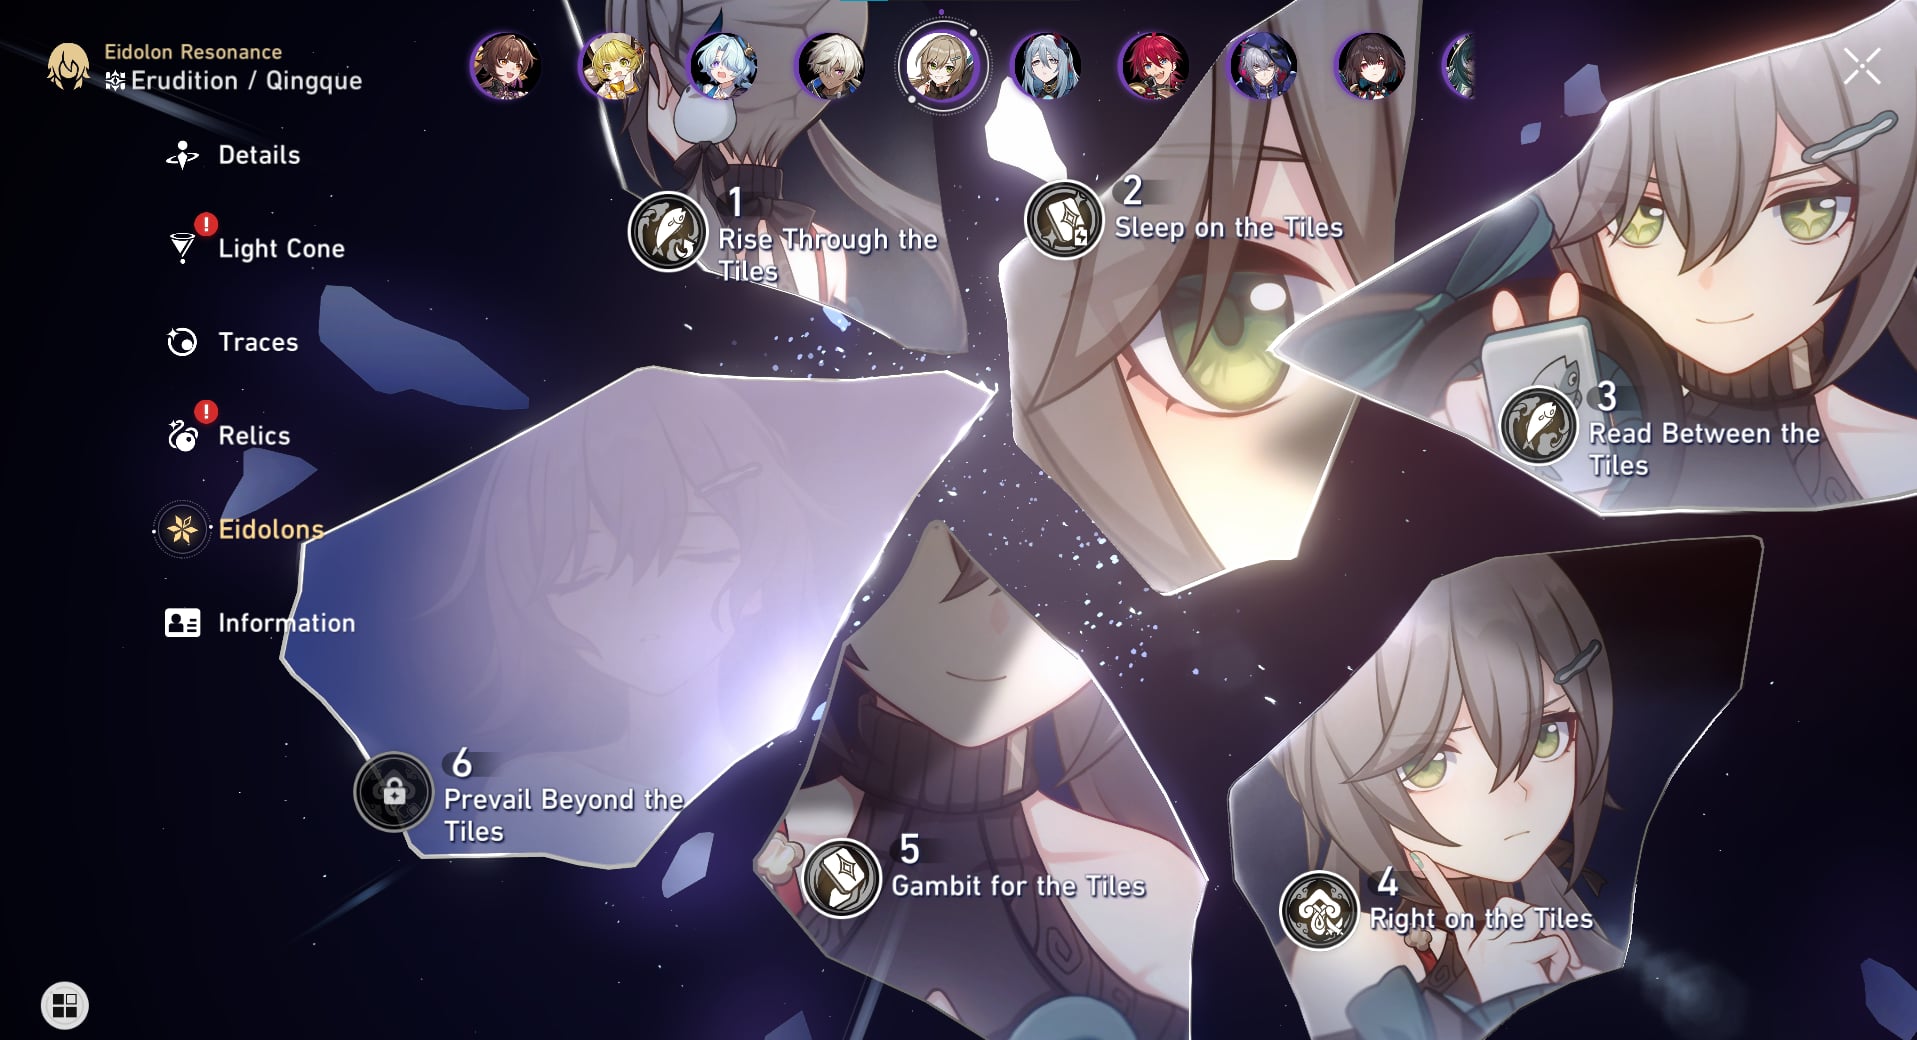 Eidolon Resonance
Erudition / Qingque
Details
Light Cone
Traces
Relics
Eidolons
Information
1
Rise Through the
Tiles
2
Sleep on the Tiles
3
Read Between the
Tiles
4
Right on the Tiles
5
Gambit for the Tiles
6
Prevail Beyond the
Tiles